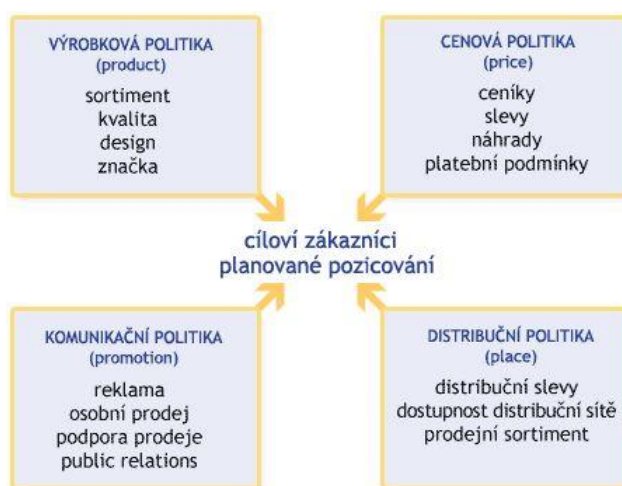 VÝROBKOVÁ POLITIKA
(product)
sortiment
kvalita
design
značka
CENOVÁ POLITIKA
(price)
ceníky
slevy
náhrady
platební podmínky
cíloví zákazníci
planované pozicování
KOMUNIKAČNÍ POLITIKA
(promotion)
reklama
osobní prodej
podpora prodeje
public relations
DISTRIBUČNÍ POLITIKA
(place)
distribuční slevy
dostupnost distribuční sítě
prodejní sortiment